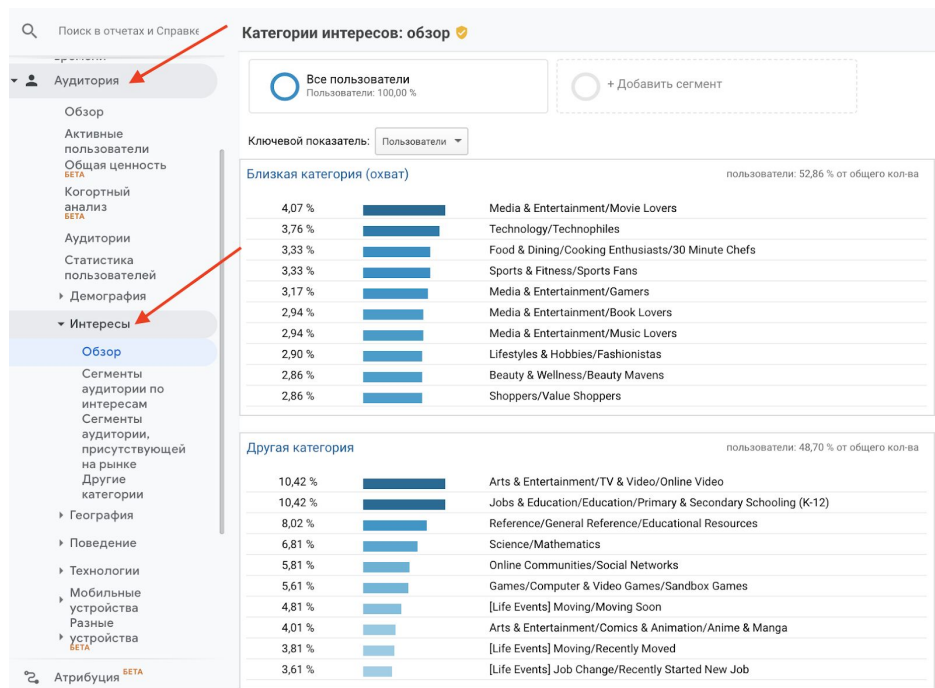 Поиск в отчетах и Справке
времени
Аудитория
Обзор
Активные
пользователи
Общая ценность
БЕТА
Когортный
анализ
БЕТА
Аудитории
Статистика
пользователей
Демография
Интересы
Обзор
Сегменты
аудитории по
интересам
Сегменты
аудитории,
присутствующей
на рынке
Другие
категории
География
Поведение
Технологии
Мобильные
устройства
Разные
устройства
БЕТА
Атрибуция БЕТА
Категории интересов: обзор
Все пользователи
Пользователи: 100,00 %
+ Добавить сегмент
Ключевой показатель: Пользователи
Близкая категория (охват) пользователи: 52,86 % от общего кол-ва
4,07 % Media & Entertainment/Movie Lovers
3,76 % Technology/Technophiles
3,33 % Food & Dining/Cooking Enthusiasts/30 Minute Chefs
3,33 % Sports & Fitness/Sports Fans
3,17 % Media & Entertainment/Gamers
2,94 % Media & Entertainment/Book Lovers
2,94 % Media & Entertainment/Music Lovers
2,90 % Lifestyles & Hobbies/Fashionistas
2,86 % Beauty & Wellness/Beauty Mavens
2,86 % Shoppers/Value Shoppers
Другая категория пользователи: 48,70 % от общего кол-ва
10,42 % Arts & Entertainment/TV & Video/Online Video
10,42 % Jobs & Education/Education/Primary & Secondary Schooling (K-12)
8,02 % Reference/General Reference/Educational Resources
6,81 % Science/Mathematics
5,81 % Online Communities/Social Networks
5,61 % Games/Computer & Video Games/Sandbox Games
4,81 % [Life Events] Moving/Moving Soon
4,01 % Arts & Entertainment/Comics & Animation/Anime & Manga
3,81 % [Life Events] Moving/Recently Moved
3,61 % [Life Events] Job Change/Recently Started New Job